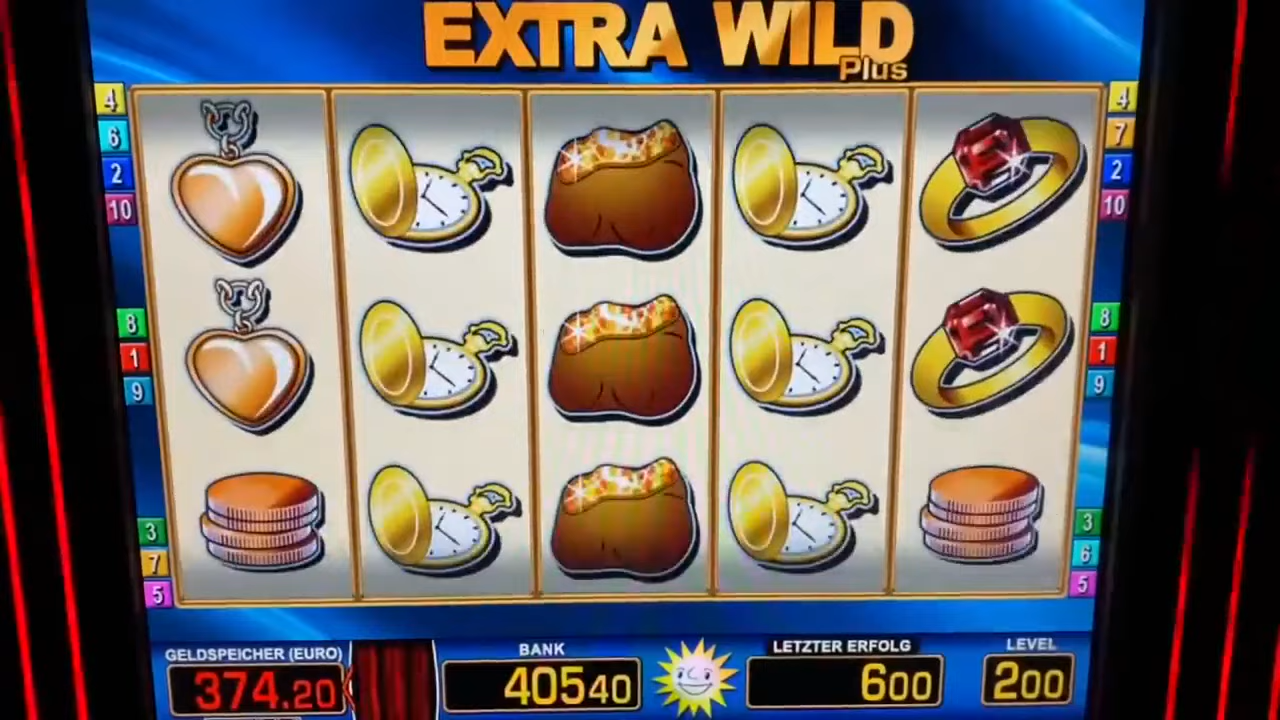 EXTRA WILD
Plus
4 4
6 7
2 2
10 10
8 8
1 1
9 9
3 3
7 6
5 5
GELDSPEICHER (EURO) BANK LETZTER ERFOLG LEVEL
374.20 40540 600 200